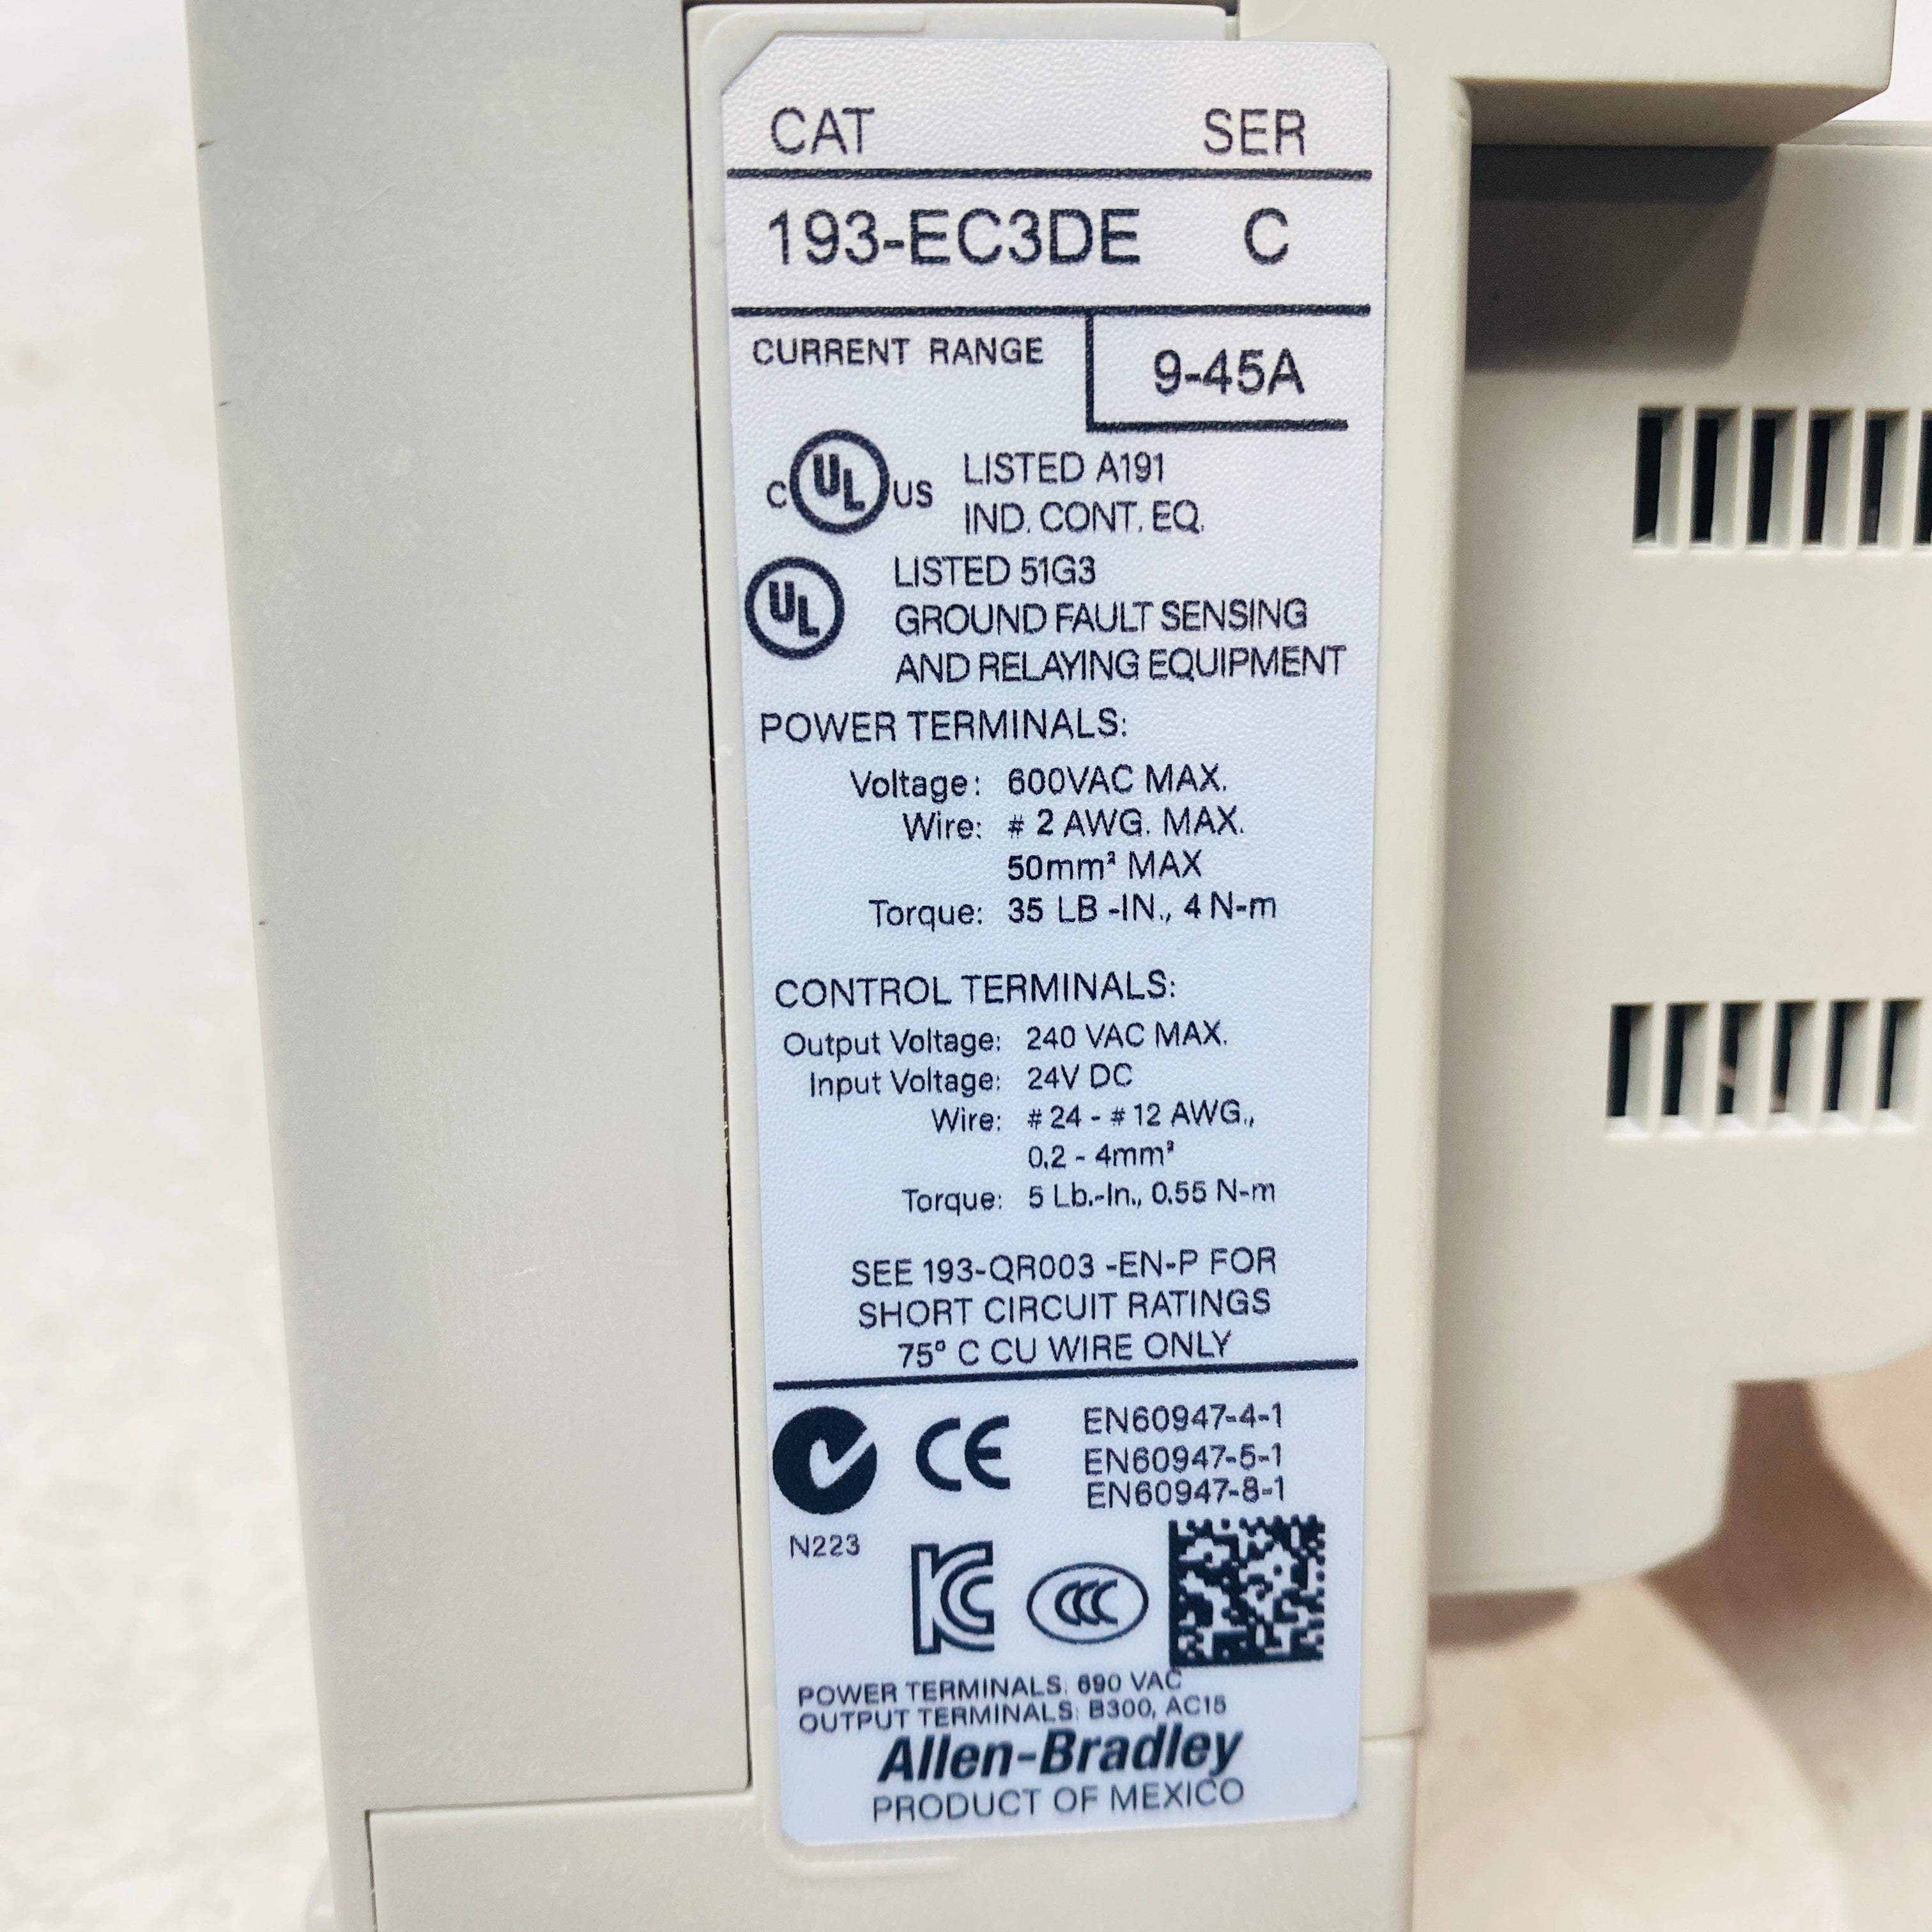 CAT SER
193-EC3DE C
CURRENT RANGE 9-45A
C UL US LISTED A191
IND. CONT. EQ.
UL LISTED 51G3
GROUND FAULT SENSING
AND RELAYING EQUIPMENT
POWER TERMINALS:
Voltage: 600VAC MAX.
Wire: # 2 AWG. MAX.
50mm² MAX
Torque: 35 LB -IN., 4 N-m
CONTROL TERMINALS:
Output Voltage: 240 VAC MAX.
Input Voltage: 24V DC
Wire: # 24 - # 12 AWG.,
0.2 - 4mm²
Torque: 5 Lb.-In., 0.55 N-m
SEE 193-QR003 -EN-P FOR
SHORT CIRCUIT RATINGS
75° C CU WIRE ONLY
CE EN60947-4-1
EN60947-5-1
EN60947-8-1
N223
KC CCC
POWER TERMINALS: 690 VAC
OUTPUT TERMINALS: B300, AC15
Allen-Bradley
PRODUCT OF MEXICO